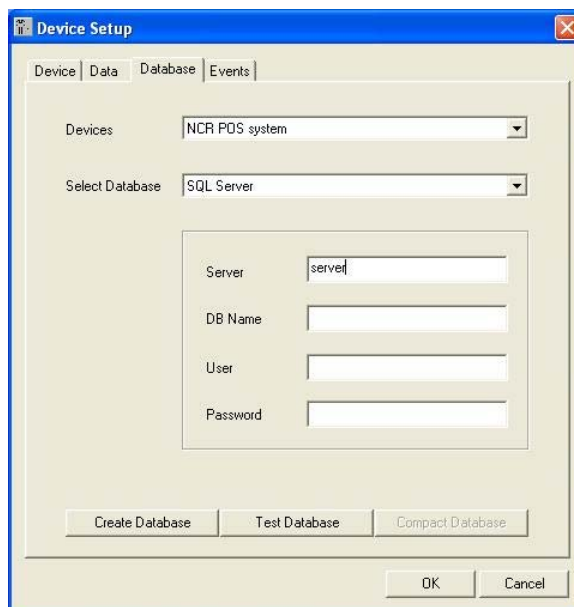 Device Setup
Device Data Database Events
Devices NCR POS system
Select Database SQL Server
Server server
DB Name
User
Password
Create Database Test Database Compact Database
OK Cancel